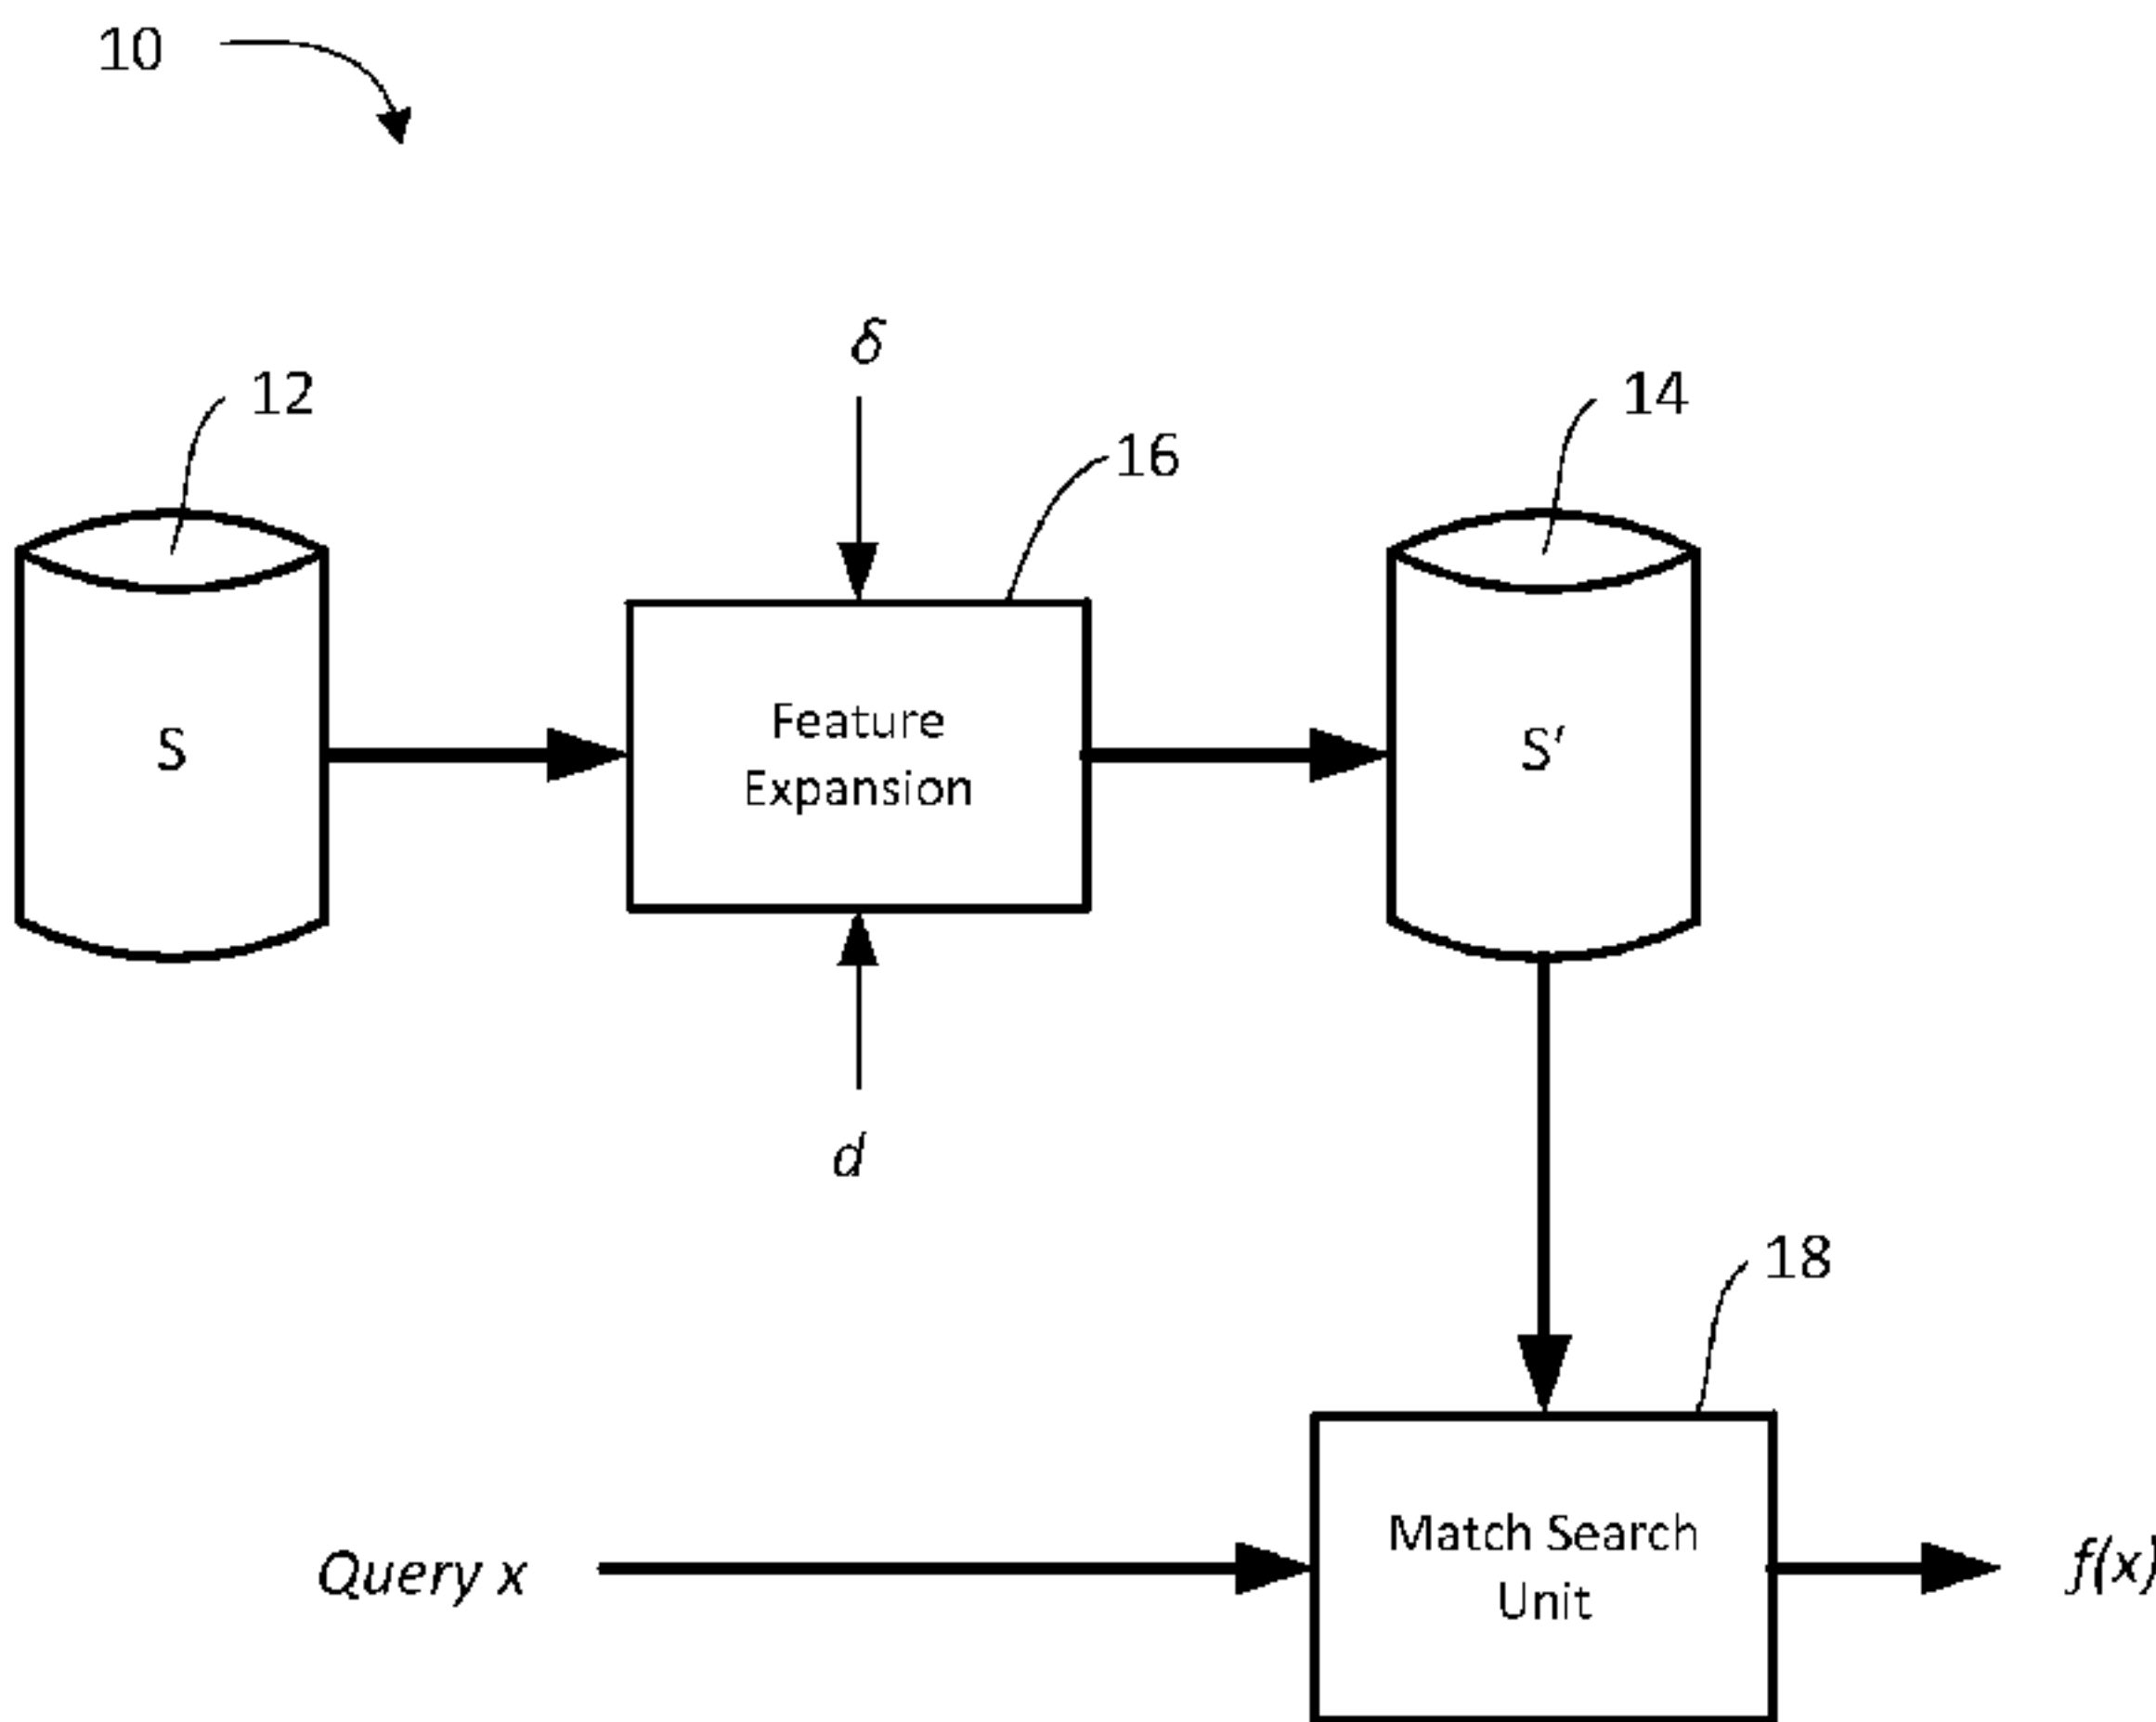 10
δ
12
14
16
S
Feature
Expansion
S'
d
18
Match Search
Unit
Query x
f(x)